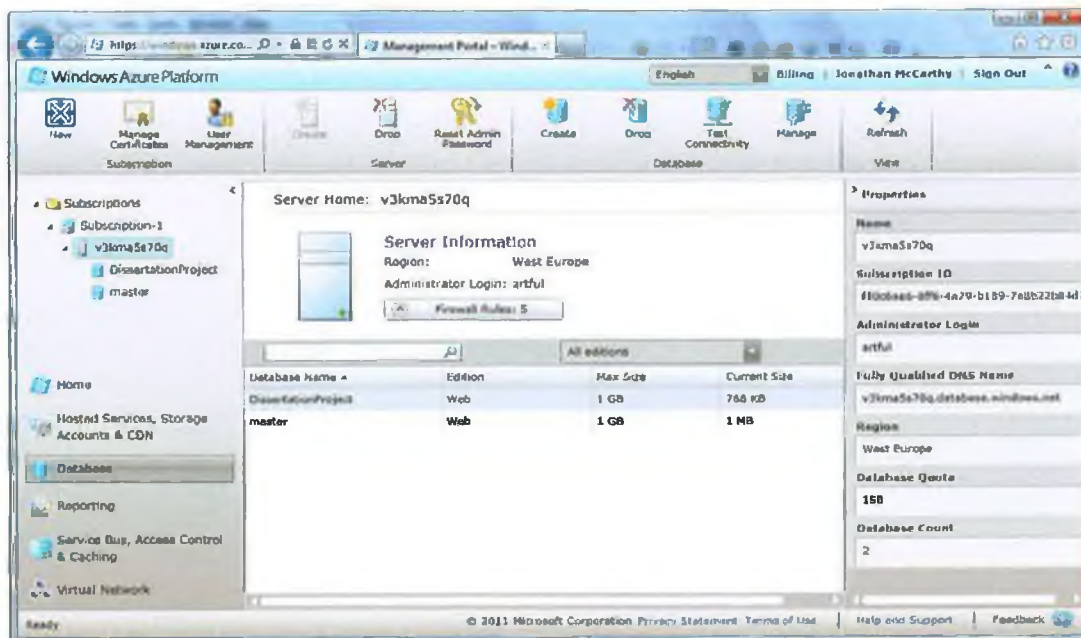 https
azure.co...
Management Portal - Wind...
Windows Azure Platform
English
Billing
Jonathan McCarthy
Sign Out
New
Manage Certificates
User Management
Create
Drop
Reset Admin Password
Create
Drop
Test Connectivity
Manage
Refresh
Subscription
Server
Database
View
Subscriptions
Subscription-1
v3kma5s70q
DissertationProject
master
Home
Hosted Services, Storage
Accounts & CDN
Database
Reporting
Service Bus, Access Control
& Caching
Virtual Network
Server Home: v3kma5s70q
Server Information
Region: West Europe
Administrator Login: artful
Firewall Rules: 5
All editions
Database Name Edition Max Size Current Size
DissertationProject Web 1 GB 768 KB
master Web 1 GB 1 MB
Properties
Name
v3kma5s70q
Subscription ID
Administrator Login
artful
Fully Qualified DNS Name
v3kma5s70q.database.windows.net
Region
West Europe
Database Quota
150
Database Count
2
Ready
© 2011 Microsoft Corporation Privacy Statement Terms of Use
Help and Support
Feedback